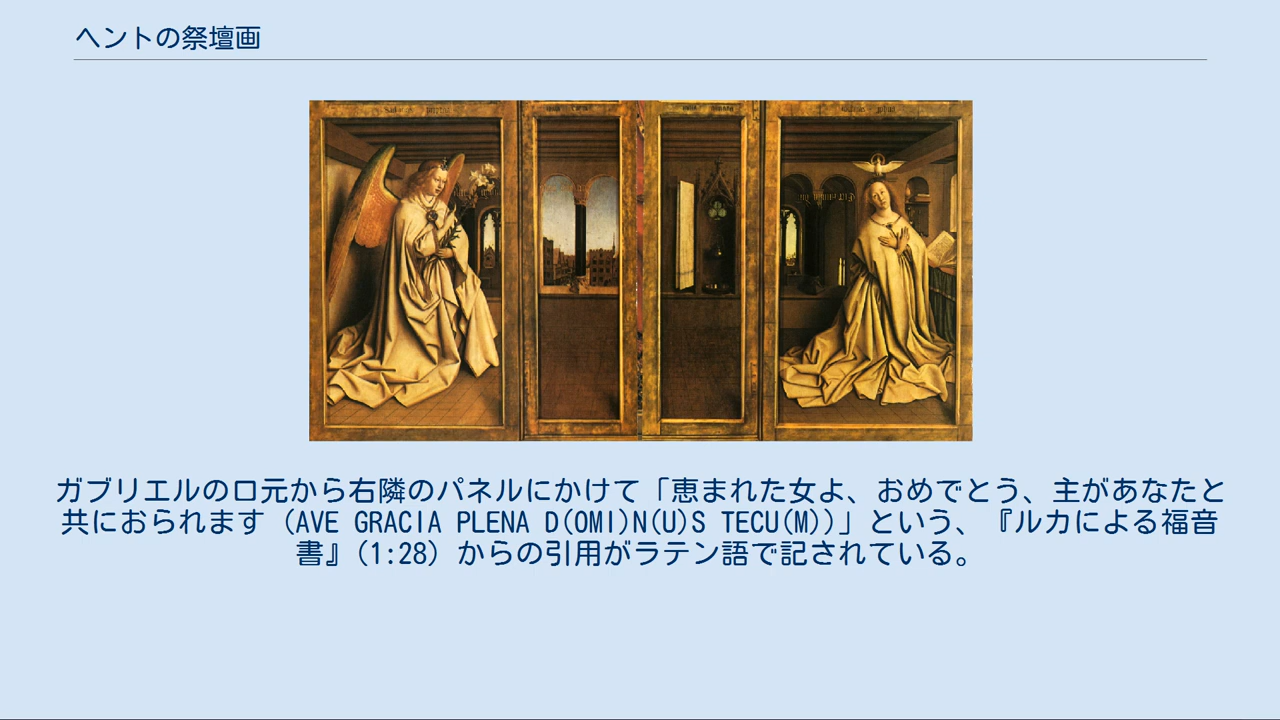 ヘントの祭壇画
ガブリエルの口元から右隣のパネルにかけて「恵まれた女よ、おめでとう、主があなたと
共におられます（AVE GRACIA PLENA D(OMI)N(U)S TECU(M))」という、『ルカによる福音
書』（1:28）からの引用がラテン語で記されている。